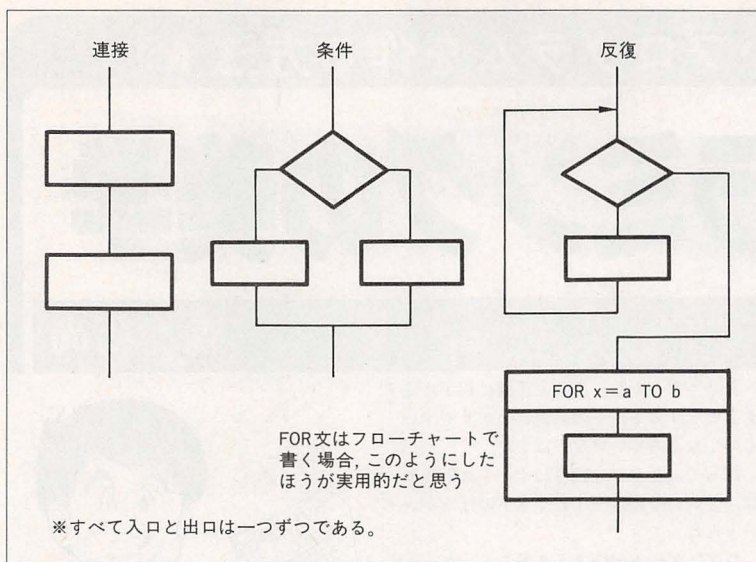 連接
条件
反復
FOR x=a TO b
FOR文はフローチャートで
書く場合,このようにした
ほうが実用的だと思う
※すべて入口と出口は一つずつである。